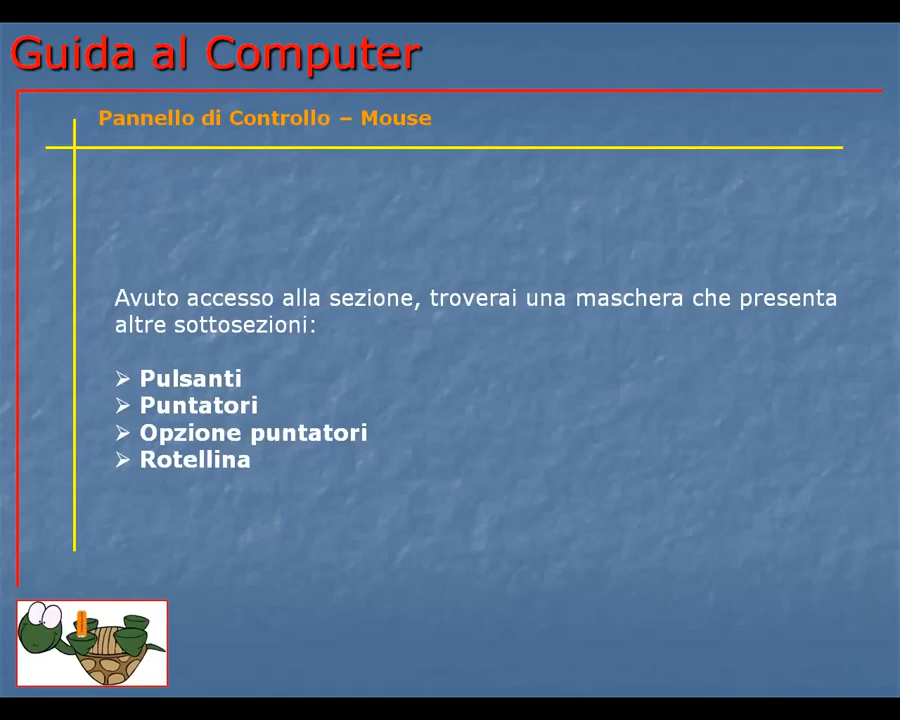 Guida al Computer
Pannello di Controllo – Mouse
Avuto accesso alla sezione, troverai una maschera che presenta
altre sottosezioni:
➢ Pulsanti
➢ Puntatori
➢ Opzione puntatori
➢ Rotellina